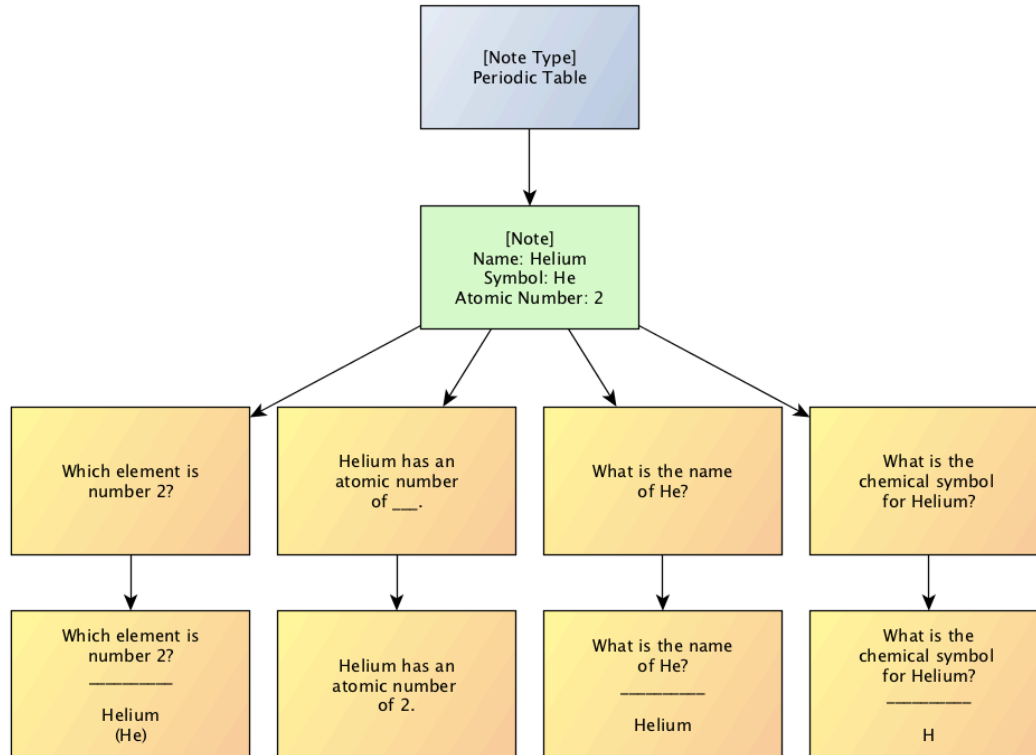 [Note Type]
Periodic Table
[Note]
Name: Helium
Symbol: He
Atomic Number: 2
Which element is
number 2?
Helium has an
atomic number
of ___.
What is the name
of He?
What is the
chemical symbol
for Helium?
Which element is
number 2?
__________
Helium
(He)
Helium has an
atomic number
of 2.
What is the name
of He?
__________
Helium
What is the
chemical symbol
for Helium?
__________
H